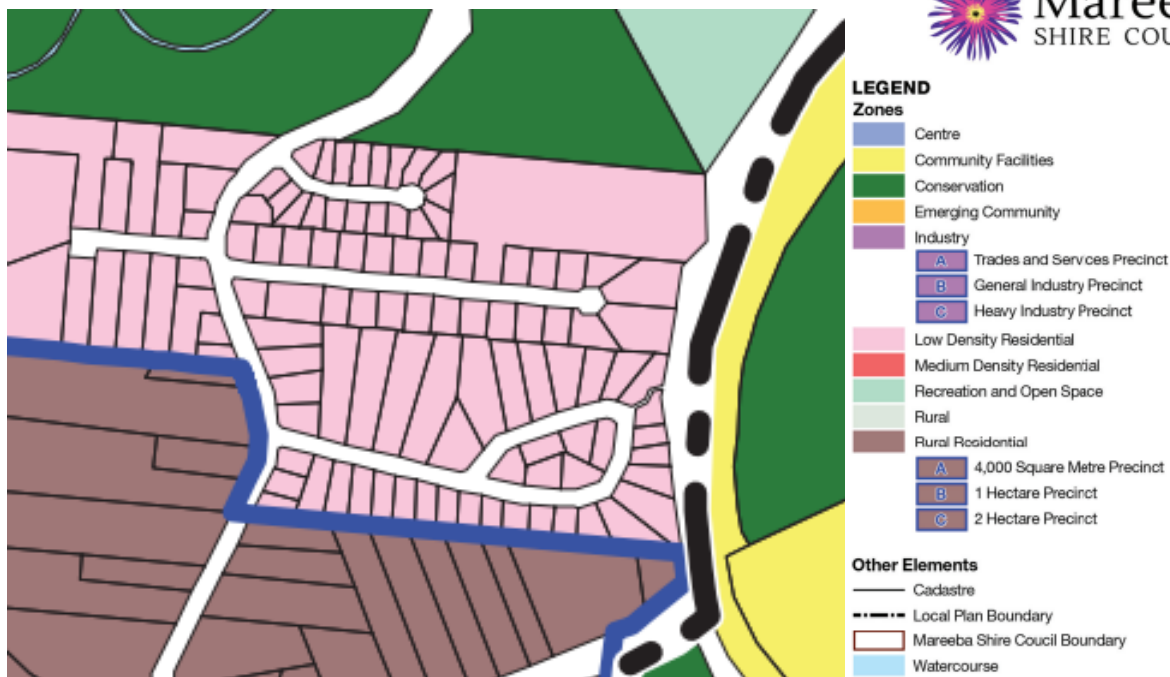 Maree
SHIRE COU
LEGEND
Zones
Centre
Community Facilities
Conservation
Emerging Community
Industry
A Trades and Services Precinct
B General Industry Precinct
C Heavy Industry Precinct
Low Density Residential
Medium Density Residential
Recreation and Open Space
Rural
Rural Residential
A 4,000 Square Metre Precinct
B 1 Hectare Precinct
C 2 Hectare Precinct
Other Elements
Cadastre
Local Plan Boundary
Mareeba Shire Coucil Boundary
Watercourse